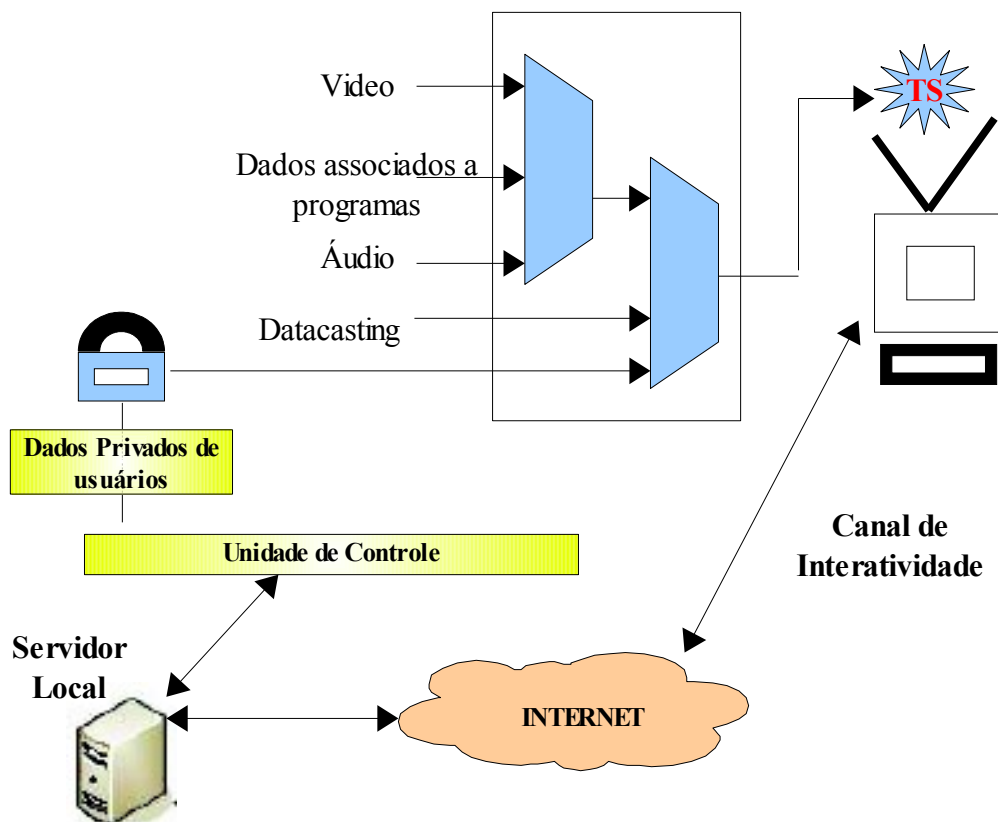 Video
TS
Dados associados a
programas
Áudio
Datacasting
Dados Privados de
usuários
Unidade de Controle
Canal de
Interatividade
Servidor
Local
INTERNET